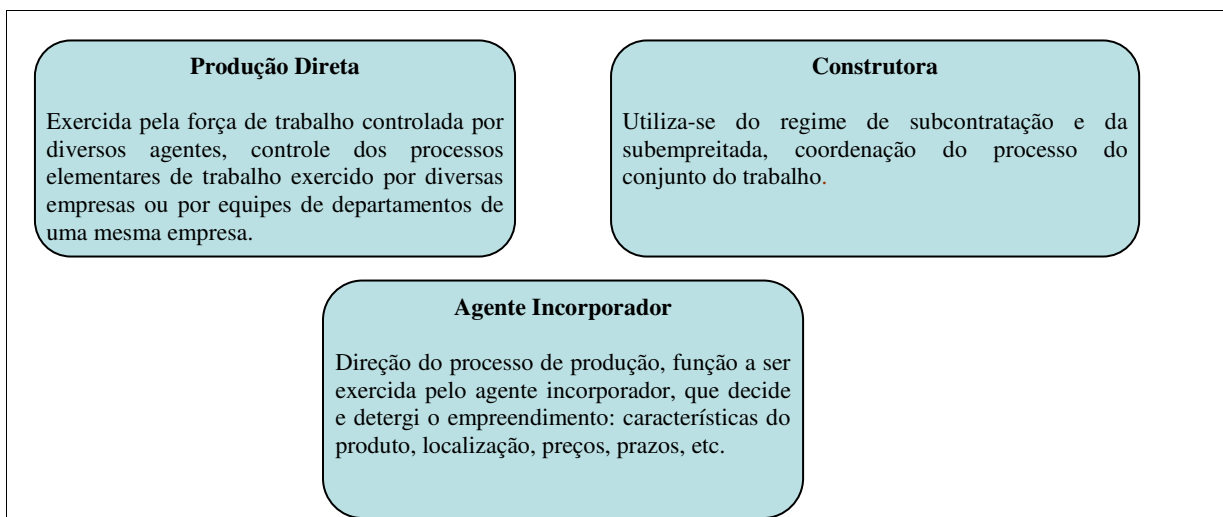 Produção Direta
Exercida pela força de trabalho controlada por
diversos agentes, controle dos processos
elementares de trabalho exercido por diversas
empresas ou por equipes de departamentos de
uma mesma empresa.
Construtora
Utiliza-se do regime de subcontratação e da
subempreitada, coordenação do processo do
conjunto do trabalho.
Agente Incorporador
Direção do processo de produção, função a ser
exercida pelo agente incorporador, que decide
e detergi o empreendimento: características do
produto, localização, preços, prazos, etc.